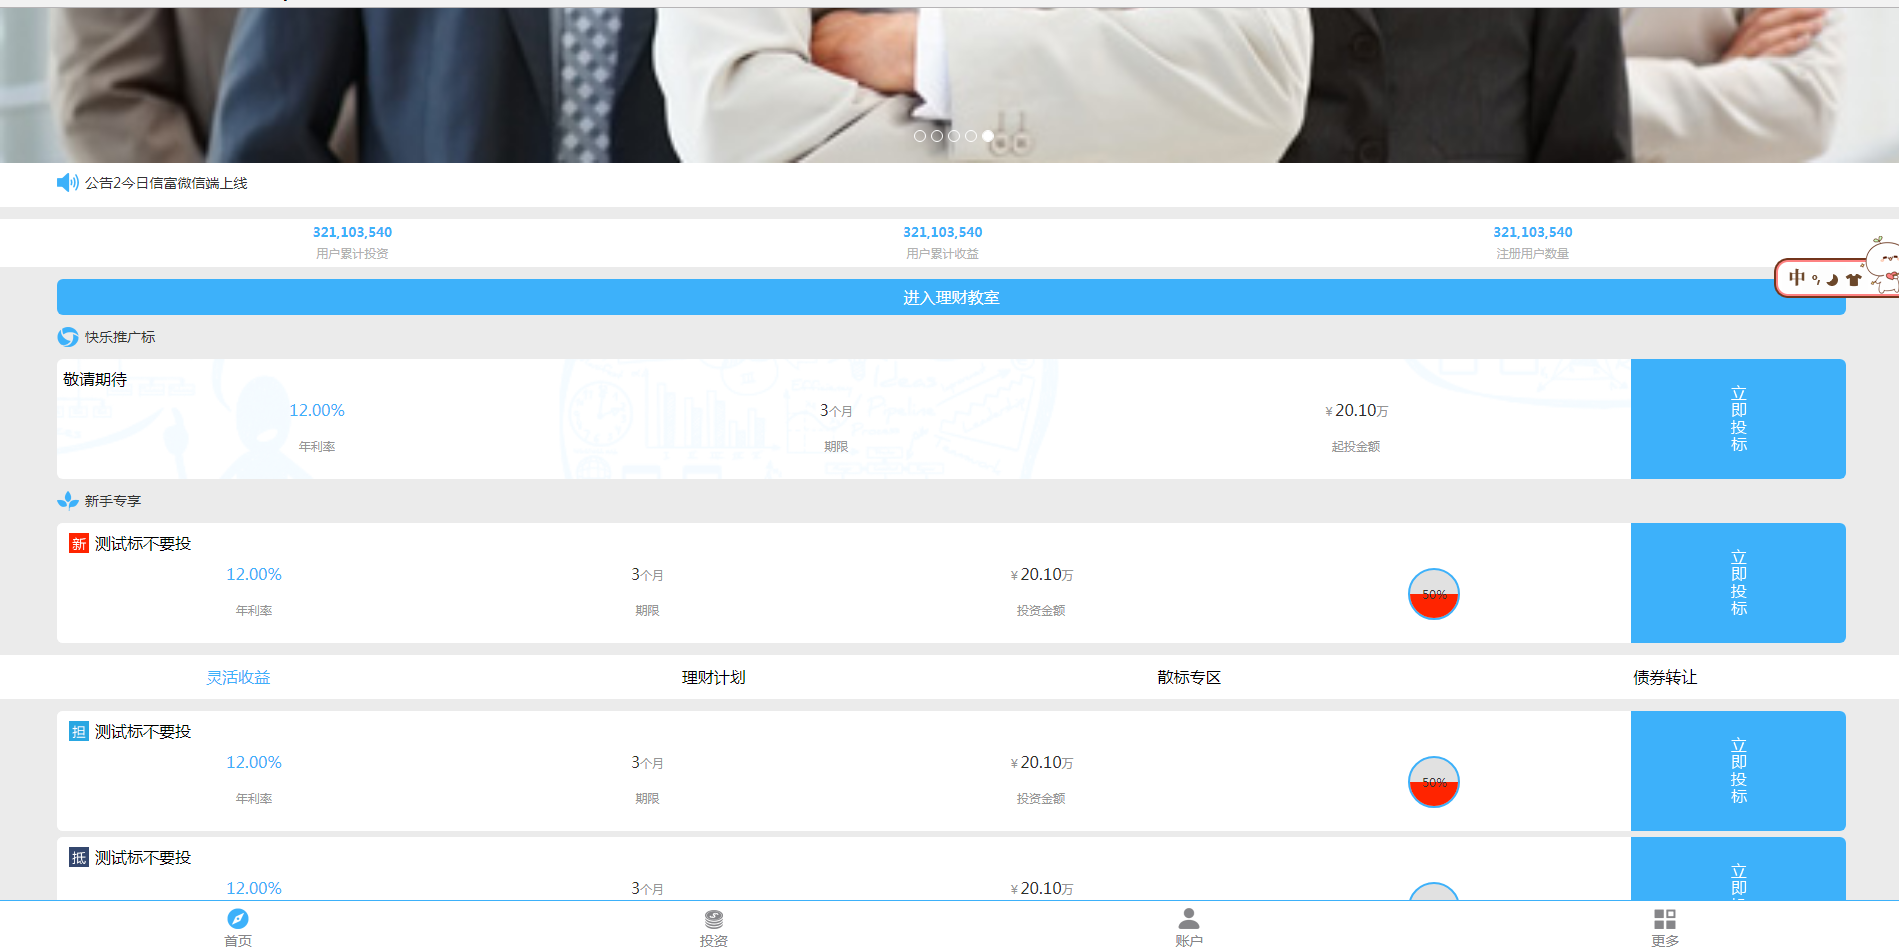 公告2今日信富微信端上线
321,103,540 321,103,540 321,103,540
用户累计投资 用户累计收益 注册用户数量
中
进入理财教室
快乐推广标
敬请期待
12.00% 3个月 ¥20.10万
年利率 期限 起投金额
立即投标
新手专享
新 测试标不要投
12.00% 3个月 ¥20.10万
50%
年利率 期限 投资金额
立即投标
灵活收益 理财计划 散标专区 债券转让
担 测试标不要投
12.00% 3个月 ¥20.10万
50%
年利率 期限 投资金额
立即投标
抵 测试标不要投
12.00% 3个月 ¥20.10万
立即
首页 投资 账户 更多